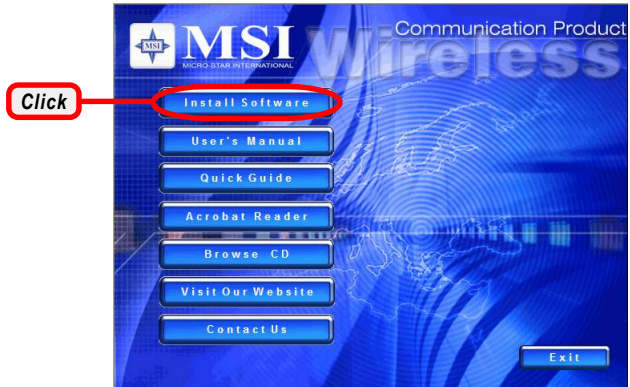 Communication Product
MSI
MSI
MICRO-STAR INTERNATIONAL
Wireless
Click
Install Software
User's Manual
Quick Guide
Acrobat Reader
Browse CD
Visit Our Website
Contact Us
Exit